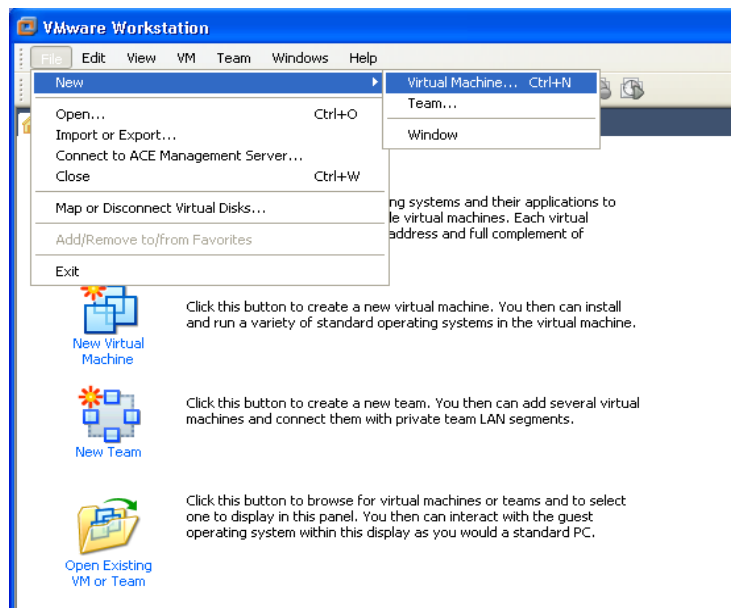 VMware Workstation
File Edit View VM Team Windows Help
New
Virtual Machine... Ctrl+N
Team...
Window
Open... Ctrl+O
Import or Export...
Connect to ACE Management Server...
Close Ctrl+W
Map or Disconnect Virtual Disks...
Add/Remove to/from Favorites
Exit
ng systems and their applications to
le virtual machines. Each virtual
address and full complement of
New Virtual
Machine
Click this button to create a new virtual machine. You then can install
and run a variety of standard operating systems in the virtual machine.
New Team
Click this button to create a new team. You then can add several virtual
machines and connect them with private team LAN segments.
Open Existing
VM or Team
Click this button to browse for virtual machines or teams and to select
one to display in this panel. You then can interact with the guest
operating system within this display as you would a standard PC.